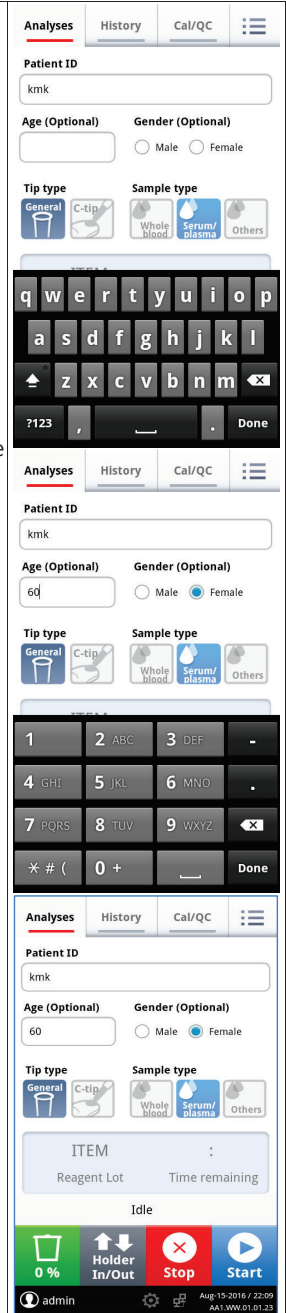 Analyses History Cal/QC
Patient ID
kmk
Age (Optional) Gender (Optional)
Male Female
Tip type Sample type
General C-tip Whole blood Serum/plasma Others
q w e r t y u i o p
a s d f g h j k l
z x c v b n m
?123 , . Done
e
Analyses History Cal/QC
Patient ID
kmk
Age (Optional) Gender (Optional)
60 Male Female
Tip type Sample type
General C-tip Whole blood Serum/plasma Others
1 2 ABC 3 DEF -
4 GHI 5 JKL 6 MNO .
7 PQRS 8 TUV 9 WXYZ
* # ( 0 + Done
Analyses History Cal/QC
Patient ID
kmk
Age (Optional) Gender (Optional)
60 Male Female
Tip type Sample type
General C-tip Whole blood Serum/plasma Others
ITEM :
Reagent Lot Time remaining
Idle
0 % Holder In/Out Stop Start
admin Aug-15-2016 / 22:09
AA1.WW.01.01.23